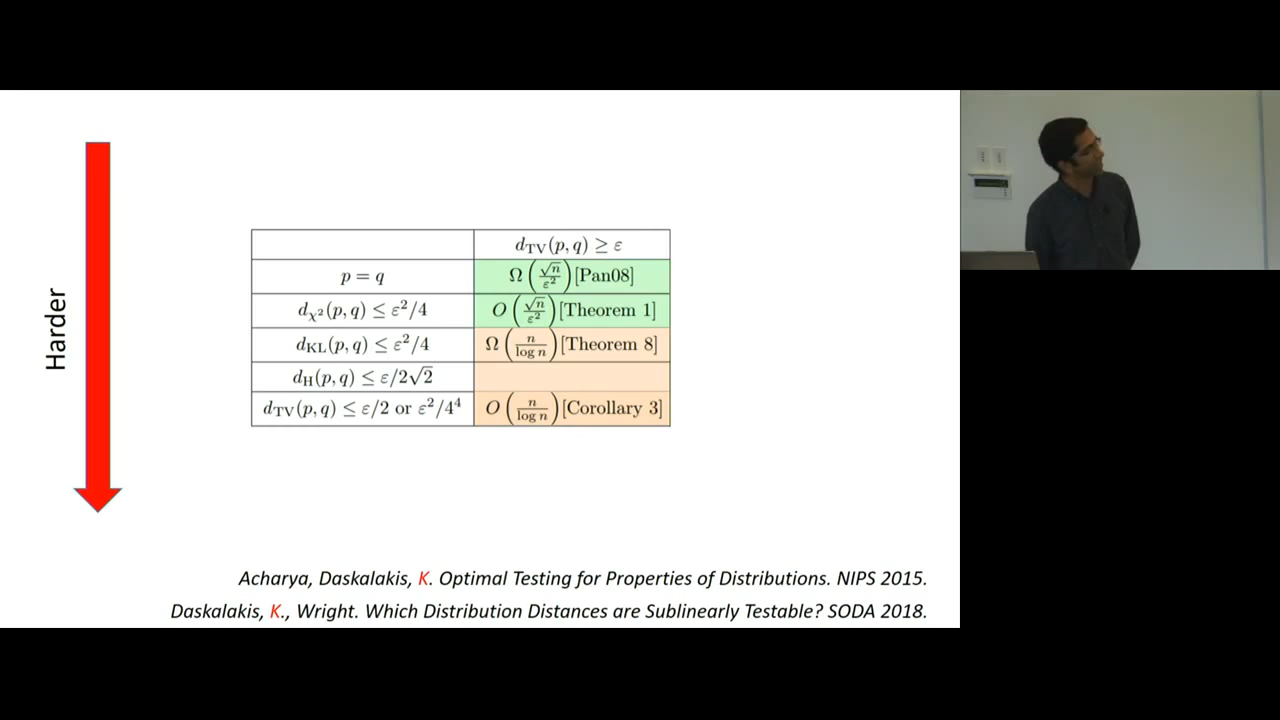 Harder
d_TV(p, q) ≥ ε
p = q Ω(√n/ε²) [Pan08]
d_χ²(p, q) ≤ ε²/4 O(√n/ε²) [Theorem 1]
d_KL(p, q) ≤ ε²/4 Ω(n/log n) [Theorem 8]
d_H(p, q) ≤ ε/2√2
d_TV(p, q) ≤ ε/2 or ε²/4⁴ O(n/log n) [Corollary 3]
Acharya, Daskalakis, K. Optimal Testing for Properties of Distributions. NIPS 2015.
Daskalakis, K., Wright. Which Distribution Distances are Sublinearly Testable? SODA 2018.